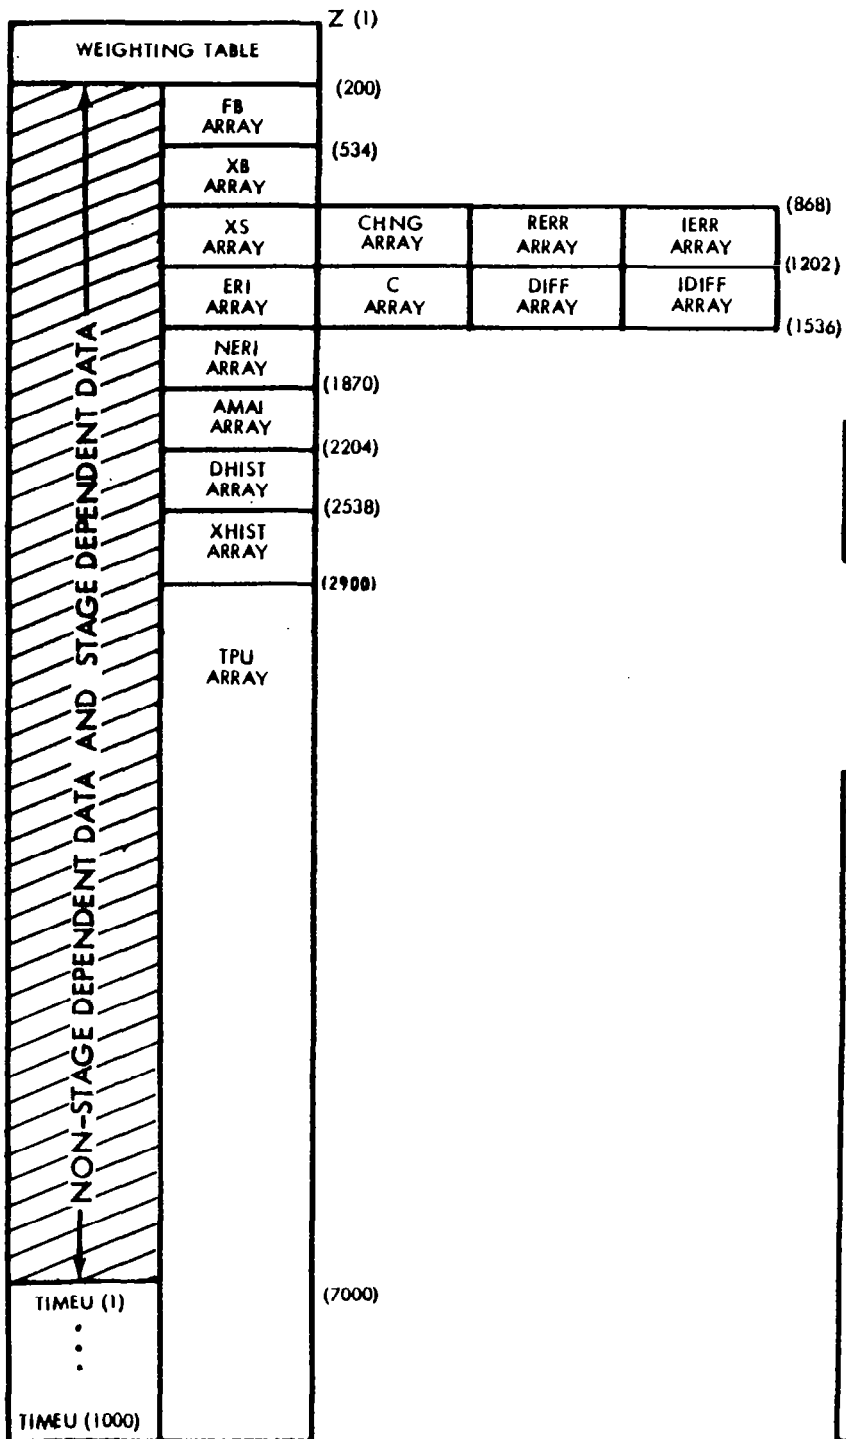 Z (1)
WEIGHTING TABLE
(200)
FB
ARRAY
(534)
XB
ARRAY
(868)
XS
ARRAY
CHNG
ARRAY
RERR
ARRAY
IERR
ARRAY
(1202)
ERI
ARRAY
C
ARRAY
DIFF
ARRAY
IDIFF
ARRAY
(1536)
NERI
ARRAY
(1870)
AMAI
ARRAY
(2204)
DHIST
ARRAY
(2538)
XHIST
ARRAY
(2900)
TPU
ARRAY
NON-STAGE DEPENDENT DATA AND STAGE DEPENDENT DATA
(7000)
TIMEU (1)
TIMEU (1000)